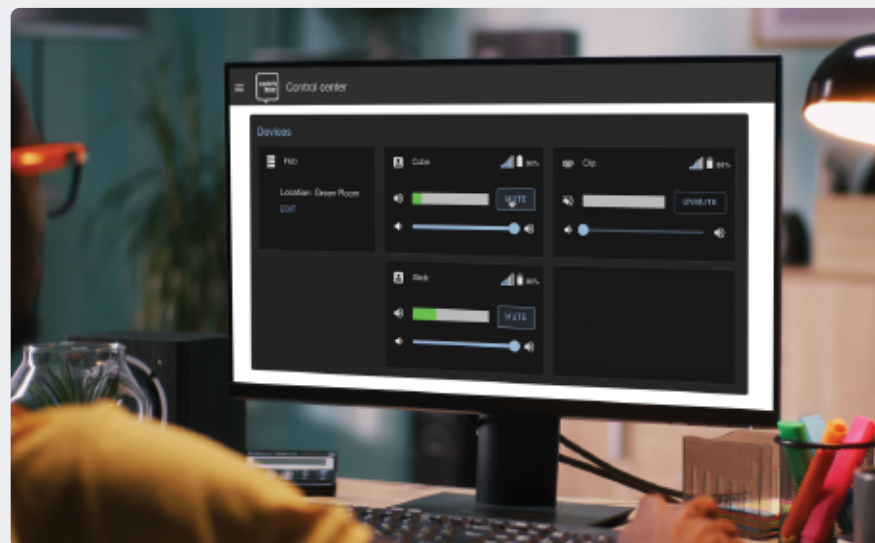 Control center
Devices
Hub
Location: Green Room
EDIT
Cube
MUTE
Clip
UNMUTE
Stick
MUTE